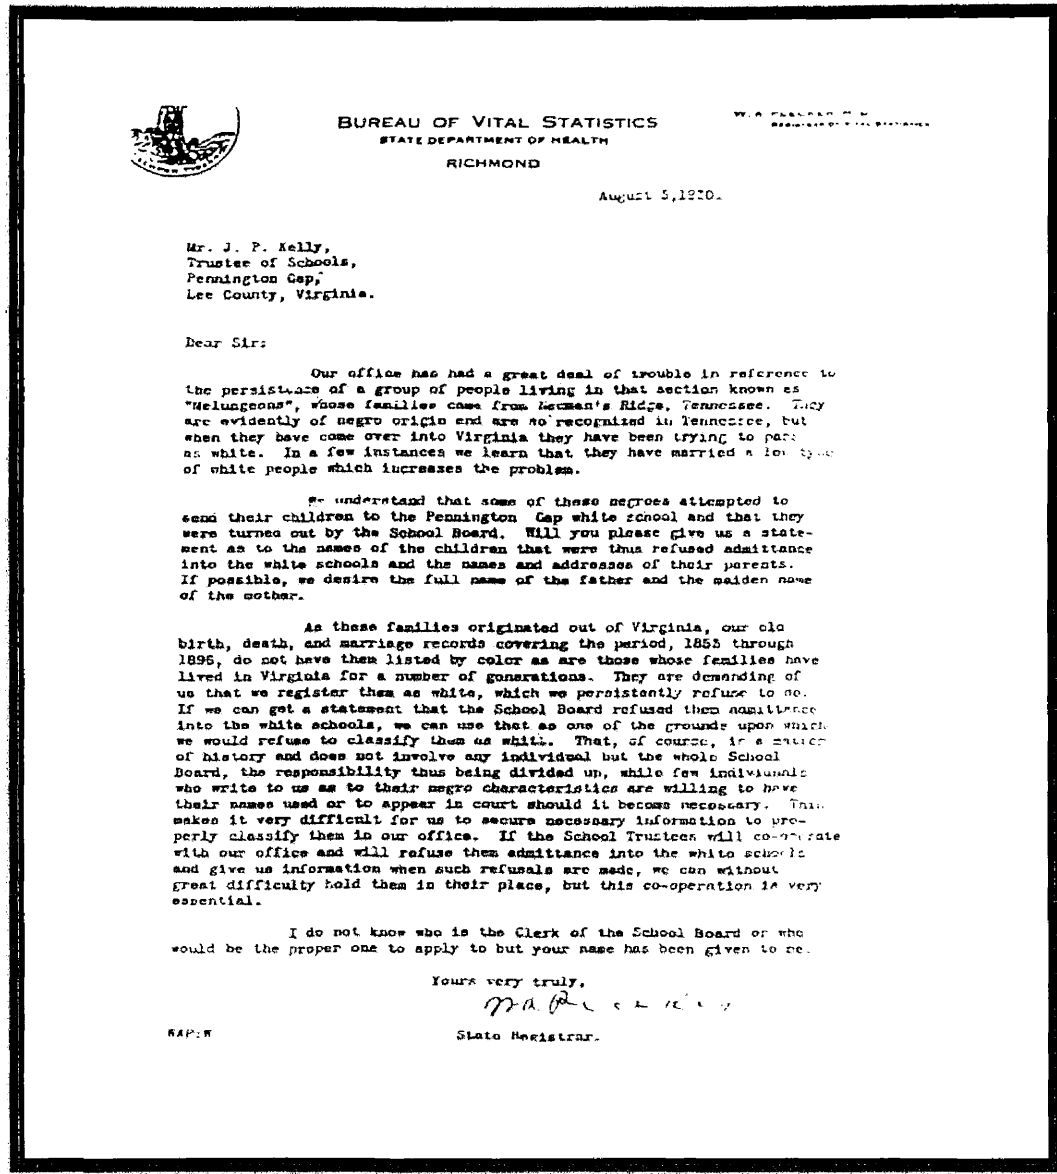 BUREAU OF VITAL STATISTICS
STATE DEPARTMENT OF HEALTH
RICHMOND
W. A.
REGISTRAR OF VITAL STATISTICS
August 5,
Mr. J. P. Kelly,
Trustee of Schools,
Pennington Gap,
Lee County, Virginia.
Dear Sir:
Our office has had a great deal of trouble in reference to
the persistence of a group of people living in that section known as
"Melungeons", whose families came from Newman's Ridge, Tennessee. They
are evidently of negro origin and are so recognized in Tennessee, but
when they have come over into Virginia they have been trying to pass
as white. In a few instances we learn that they have married a low type
of white people which increases the problem.
We understand that some of these negroes attempted to
send their children to the Pennington Gap white school and that they
were turned out by the School Board. Will you please give us a state-
ment as to the names of the children that were thus refused admittance
into the white schools and the names and addresses of their parents.
If possible, we desire the full name of the father and the maiden name
of the mother.
As these families originated out of Virginia, our old
birth, death, and marriage records covering the period, 1853 through
1896, do not have them listed by color as are those whose families have
lived in Virginia for a number of generations. They are demanding of
us that we register them as white, which we persistently refuse to do.
If we can get a statement that the School Board refused them admittance
into the white schools, we can use that as one of the grounds upon which
we would refuse to classify them as white. That, of course, is a matter
of history and does not involve any individual but the whole School
Board, the responsibility thus being divided up, while few individuals
who write to us as to their negro characteristics are willing to have
their names used or to appear in court should it become necessary. This
makes it very difficult for us to secure necessary information to pro-
perly classify them in our office. If the School Trustees will co-operate
with our office and will refuse them admittance into the white schools
and give us information when such refusals are made, we can without
great difficulty hold them in their place, but this co-operation is very
essential.
I do not know who is the Clerk of the School Board or who
would be the proper one to apply to but your name has been given to me.
Yours very truly,
State Registrar.
WAP:W